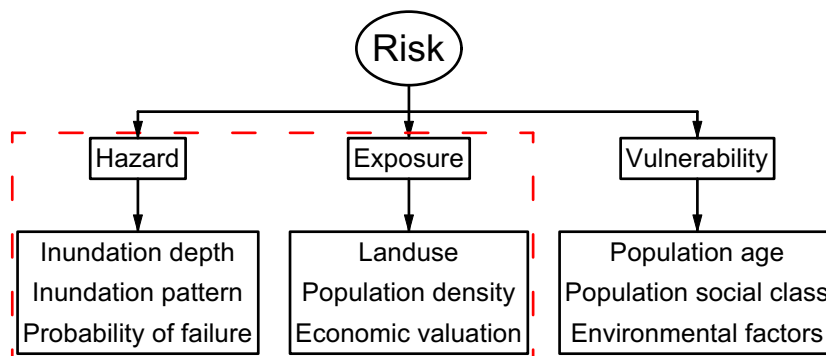 Risk
Hazard
Exposure
Vulnerability
Inundation depth
Inundation pattern
Probability of failure
Landuse
Population density
Economic valuation
Population age
Population social class
Environmental factors